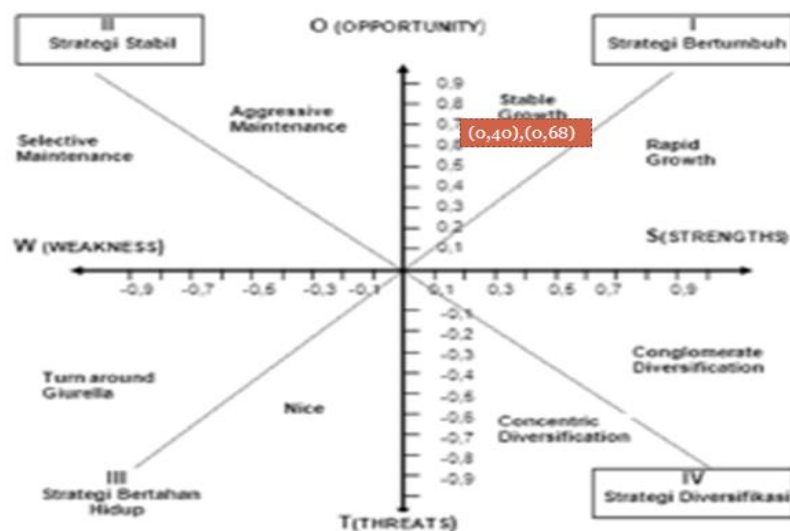 II
Strategi Stabil
O (OPPORTUNITY)
I
Strategi Bertumbuh
0,9
0,8
0,7
0,6
0,5
0,4
0,3
0,2
0,1
Aggressive
Maintenance
Stable
Growth
(0,40),(0,68)
Selective
Maintenance
Rapid
Growth
W (WEAKNESS)
S(STRENGTHS)
-0,9 -0,7 -0,5 -0,3 -0,1 0,1 0,3 0,5 0,7 0,9
-0,1
-0,2
-0,3
-0,4
-0,5
-0,6
-0,7
-0,8
-0,9
Turn around
Giurella
Nice
Conglomerate
Diversification
Concentric
Diversification
III
Strategi Bertahan
Hidup
IV
Strategi Diversifikasi
T(THREATS)